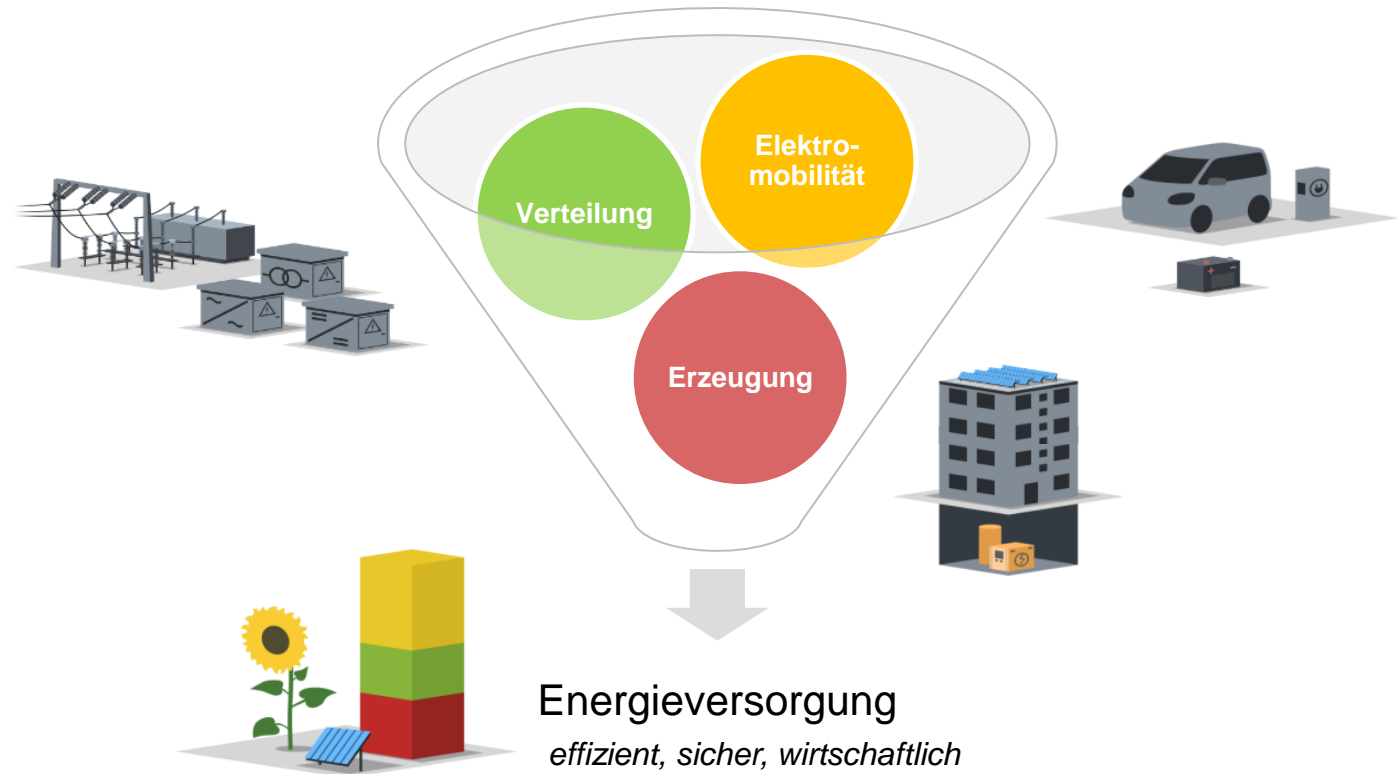 Elektro-
mobilität
Verteilung
Erzeugung
Energieversorgung
effizient, sicher, wirtschaftlich